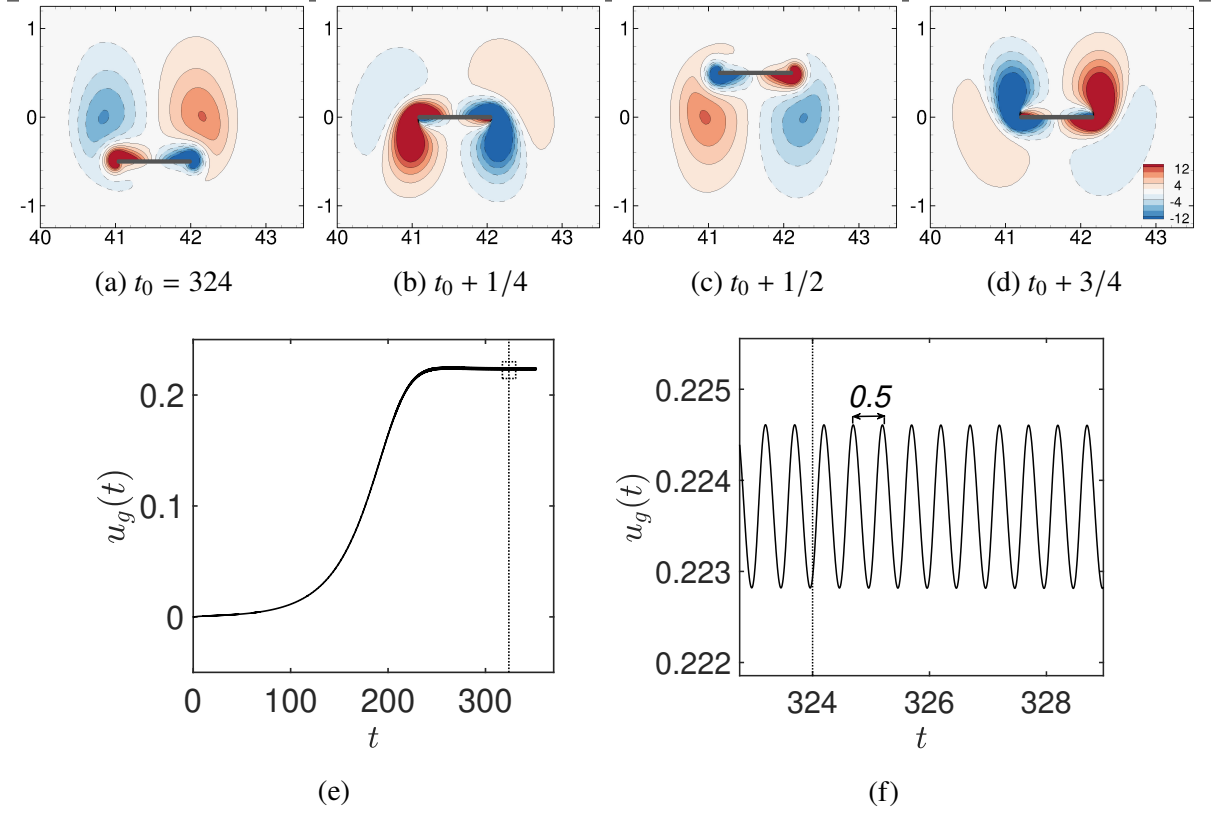 1 1 1 1
0 0 0 0
-1 -1 -1 -1
12
4
-4
-12
40 41 42 43 40 41 42 43 40 41 42 43 40 41 42 43
(a) t₀ = 324 (b) t₀ + 1/4 (c) t₀ + 1/2 (d) t₀ + 3/4
0.2
0.1
0
u_g(t)
0 100 200 300
t
(e)
0.5
0.225
0.224
0.223
0.222
u_g(t)
324 326 328
t
(f)